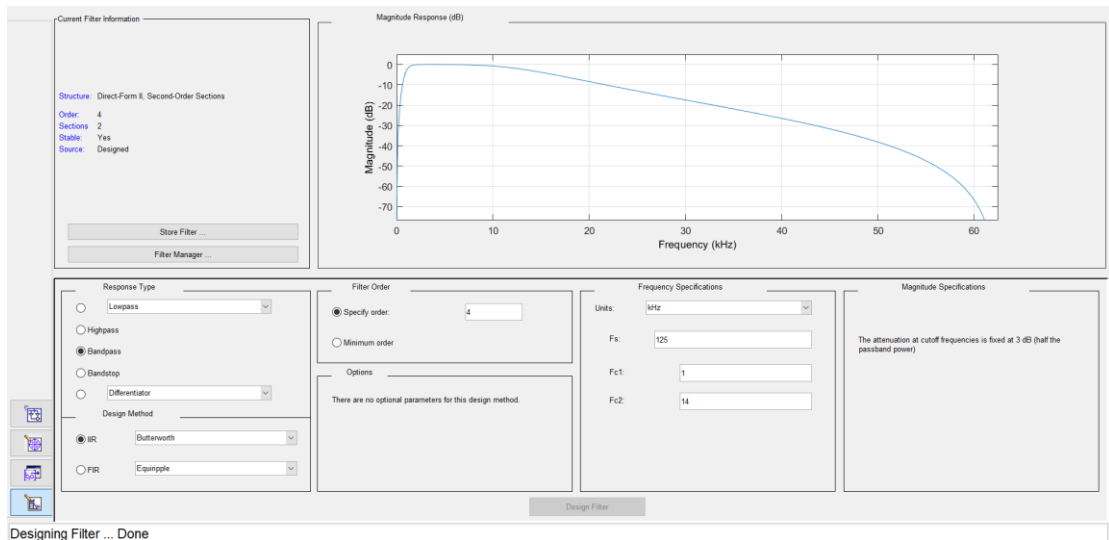 Current Filter Information
Structure: Direct-Form II, Second-Order Sections
Order: 4
Sections 2
Stable: Yes
Source: Designed
Store Filter ...
Filter Manager ...
Magnitude Response (dB)
0
-10
-20
-30
-40
-50
-60
-70
Magnitude (dB)
0 10 20 30 40 50 60
Frequency (kHz)
Response Type
Lowpass
Highpass
Bandpass
Bandstop
Differentiator
Design Method
IIR Butterworth
FIR Equiripple
Filter Order
Specify order: 4
Minimum order
Options
There are no optional parameters for this design method.
Frequency Specifications
Units: kHz
Fs: 125
Fc1: 1
Fc2: 14
Magnitude Specifications
The attenuation at cutoff frequencies is fixed at 3 dB (half the
passband power)
Design Filter
Designing Filter ... Done